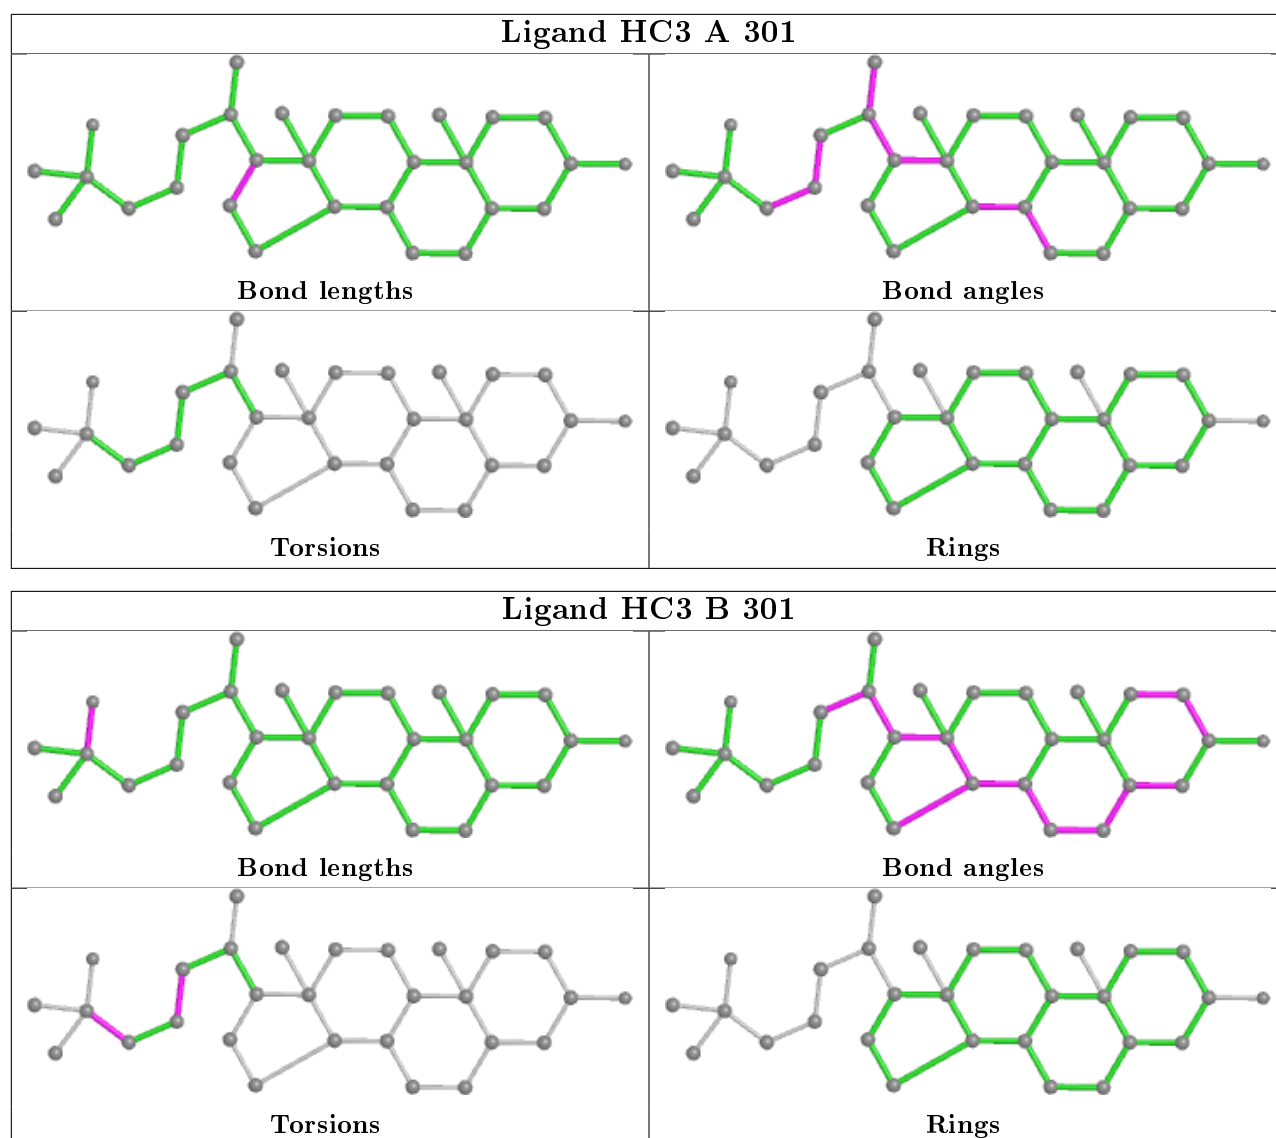 Ligand HC3 A 301
Bond lengths
Bond angles
Torsions
Rings
Ligand HC3 B 301
Bond lengths
Bond angles
Torsions
Rings